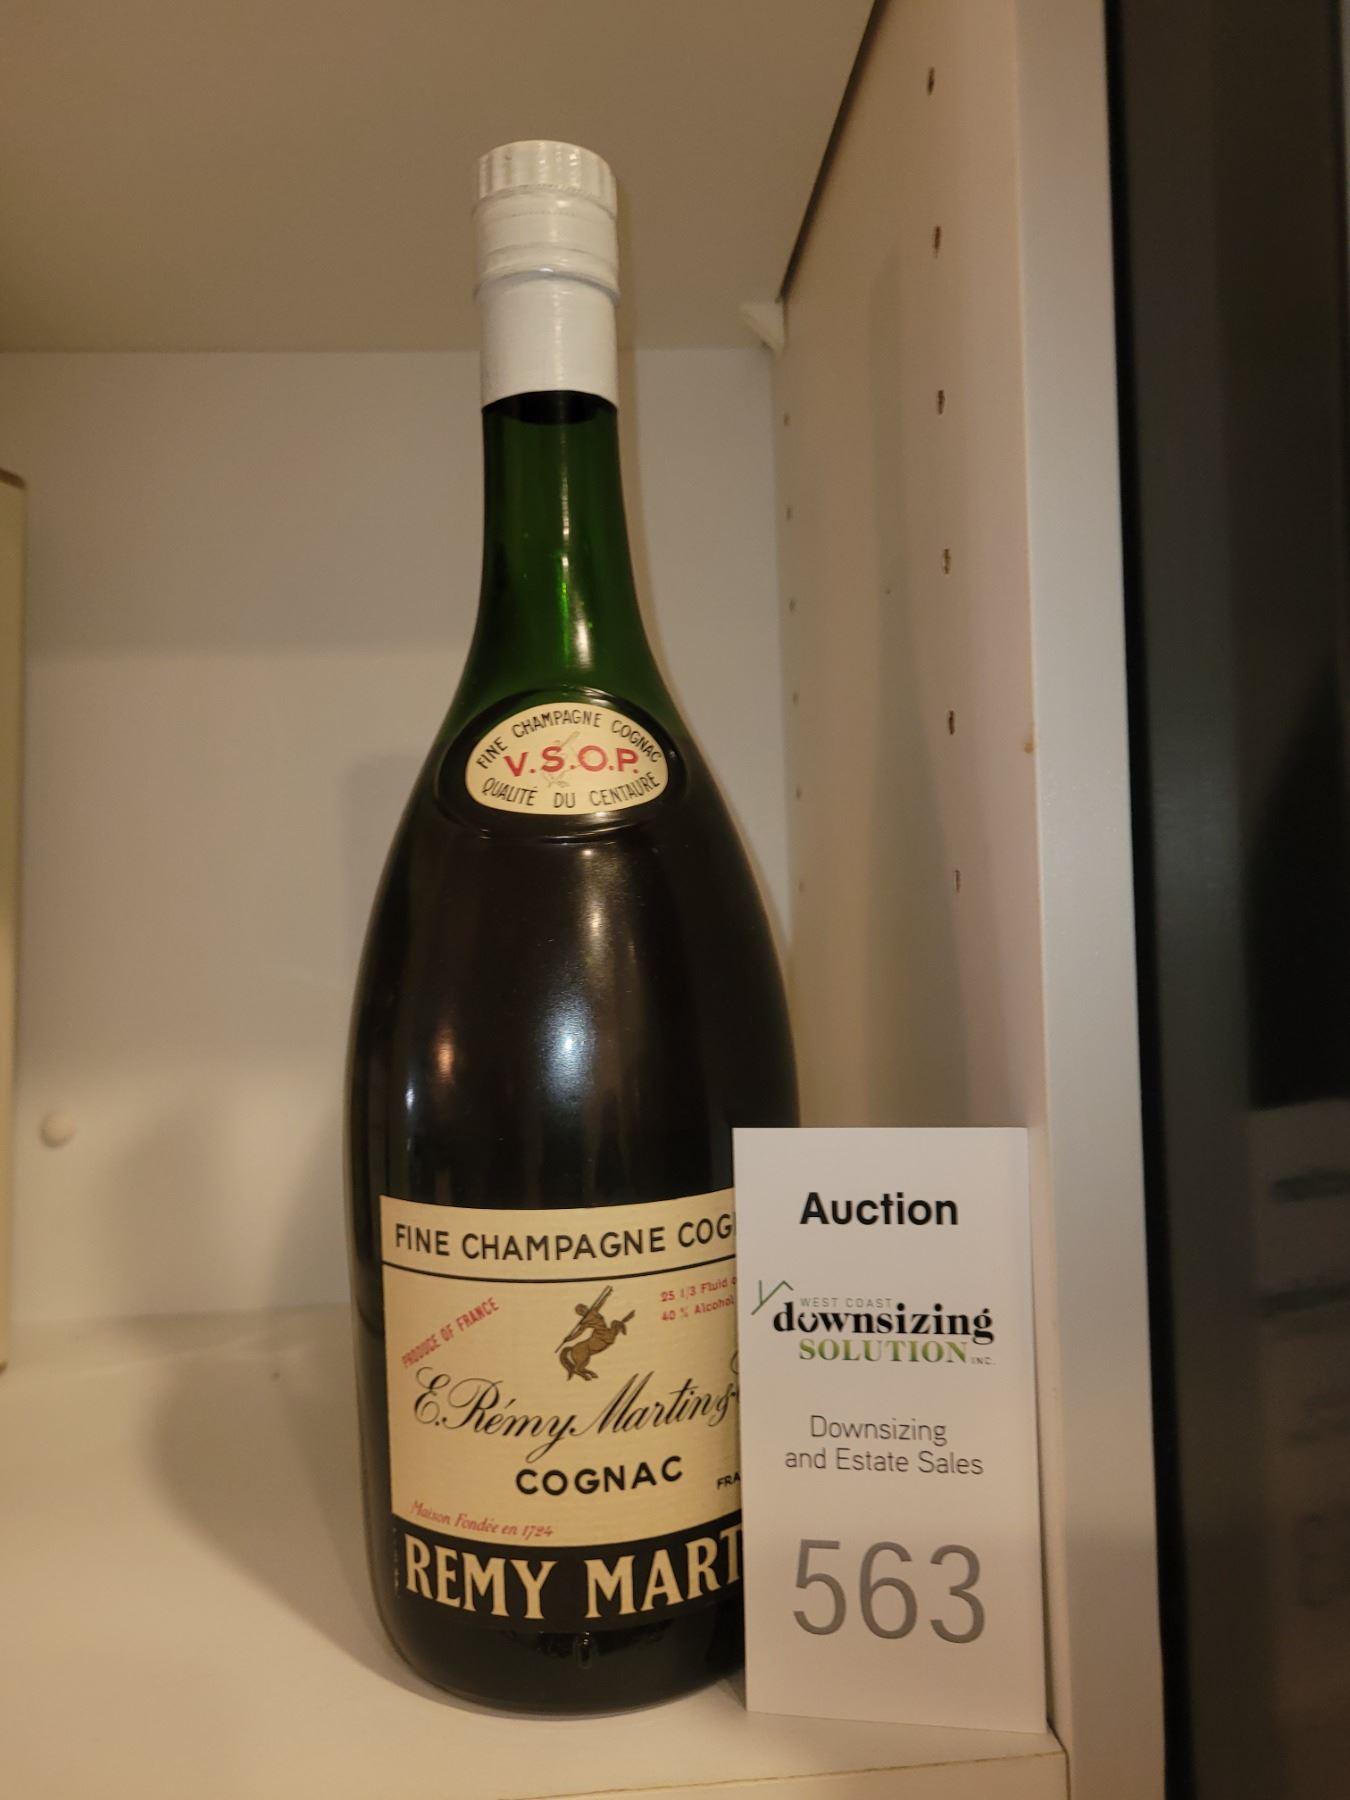 FINE CHAMPAGNE COGNAC
V.S.O.P.
QUALITÉ DU CENTAURE
FINE CHAMPAGNE COG
PRODUCE OF FRANCE
25 1/3 Fluid
40 % Alcohol
E. Rémy Martin &
COGNAC
FRA
Maison Fondée en 1724
REMY MART
Auction
WEST COAST
downsizing
SOLUTION INC.
Downsizing
and Estate Sales
563